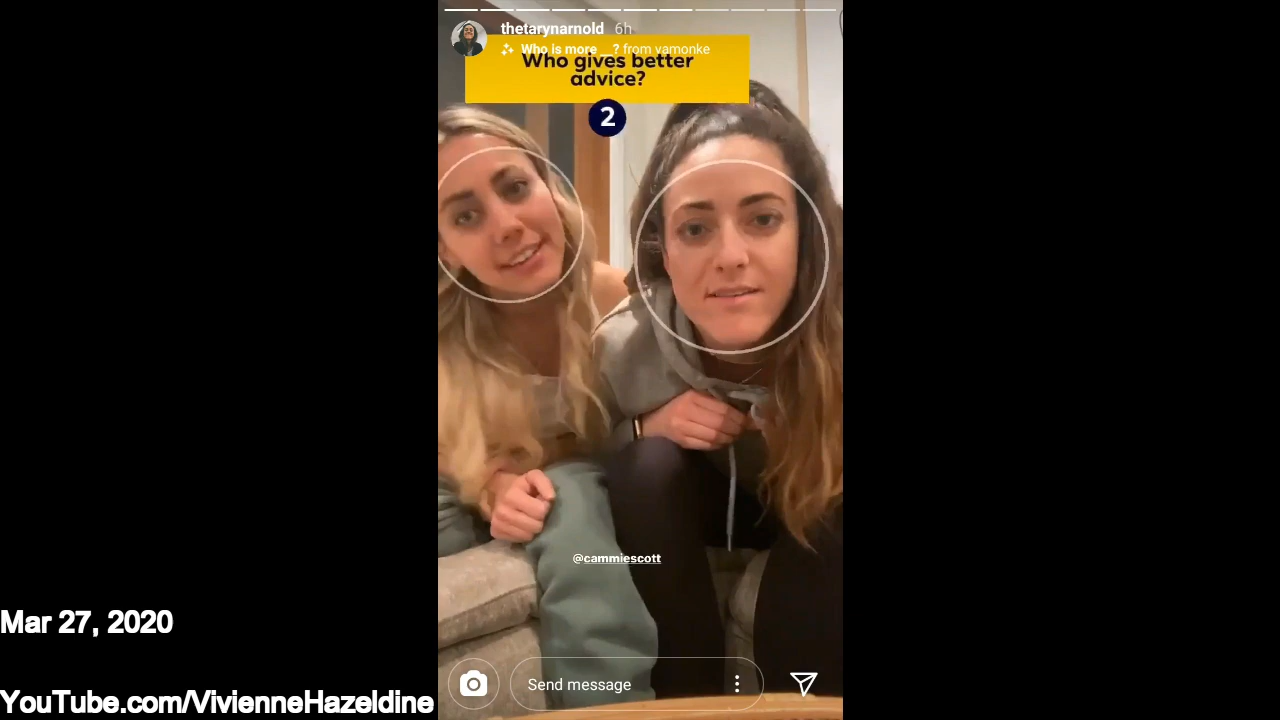 thetarynarnold 6h
Who is more __? from vamonke
Who gives better
advice?
2
@cammiescott
Mar 27, 2020
Send message
YouTube.com/VivienneHazeldine